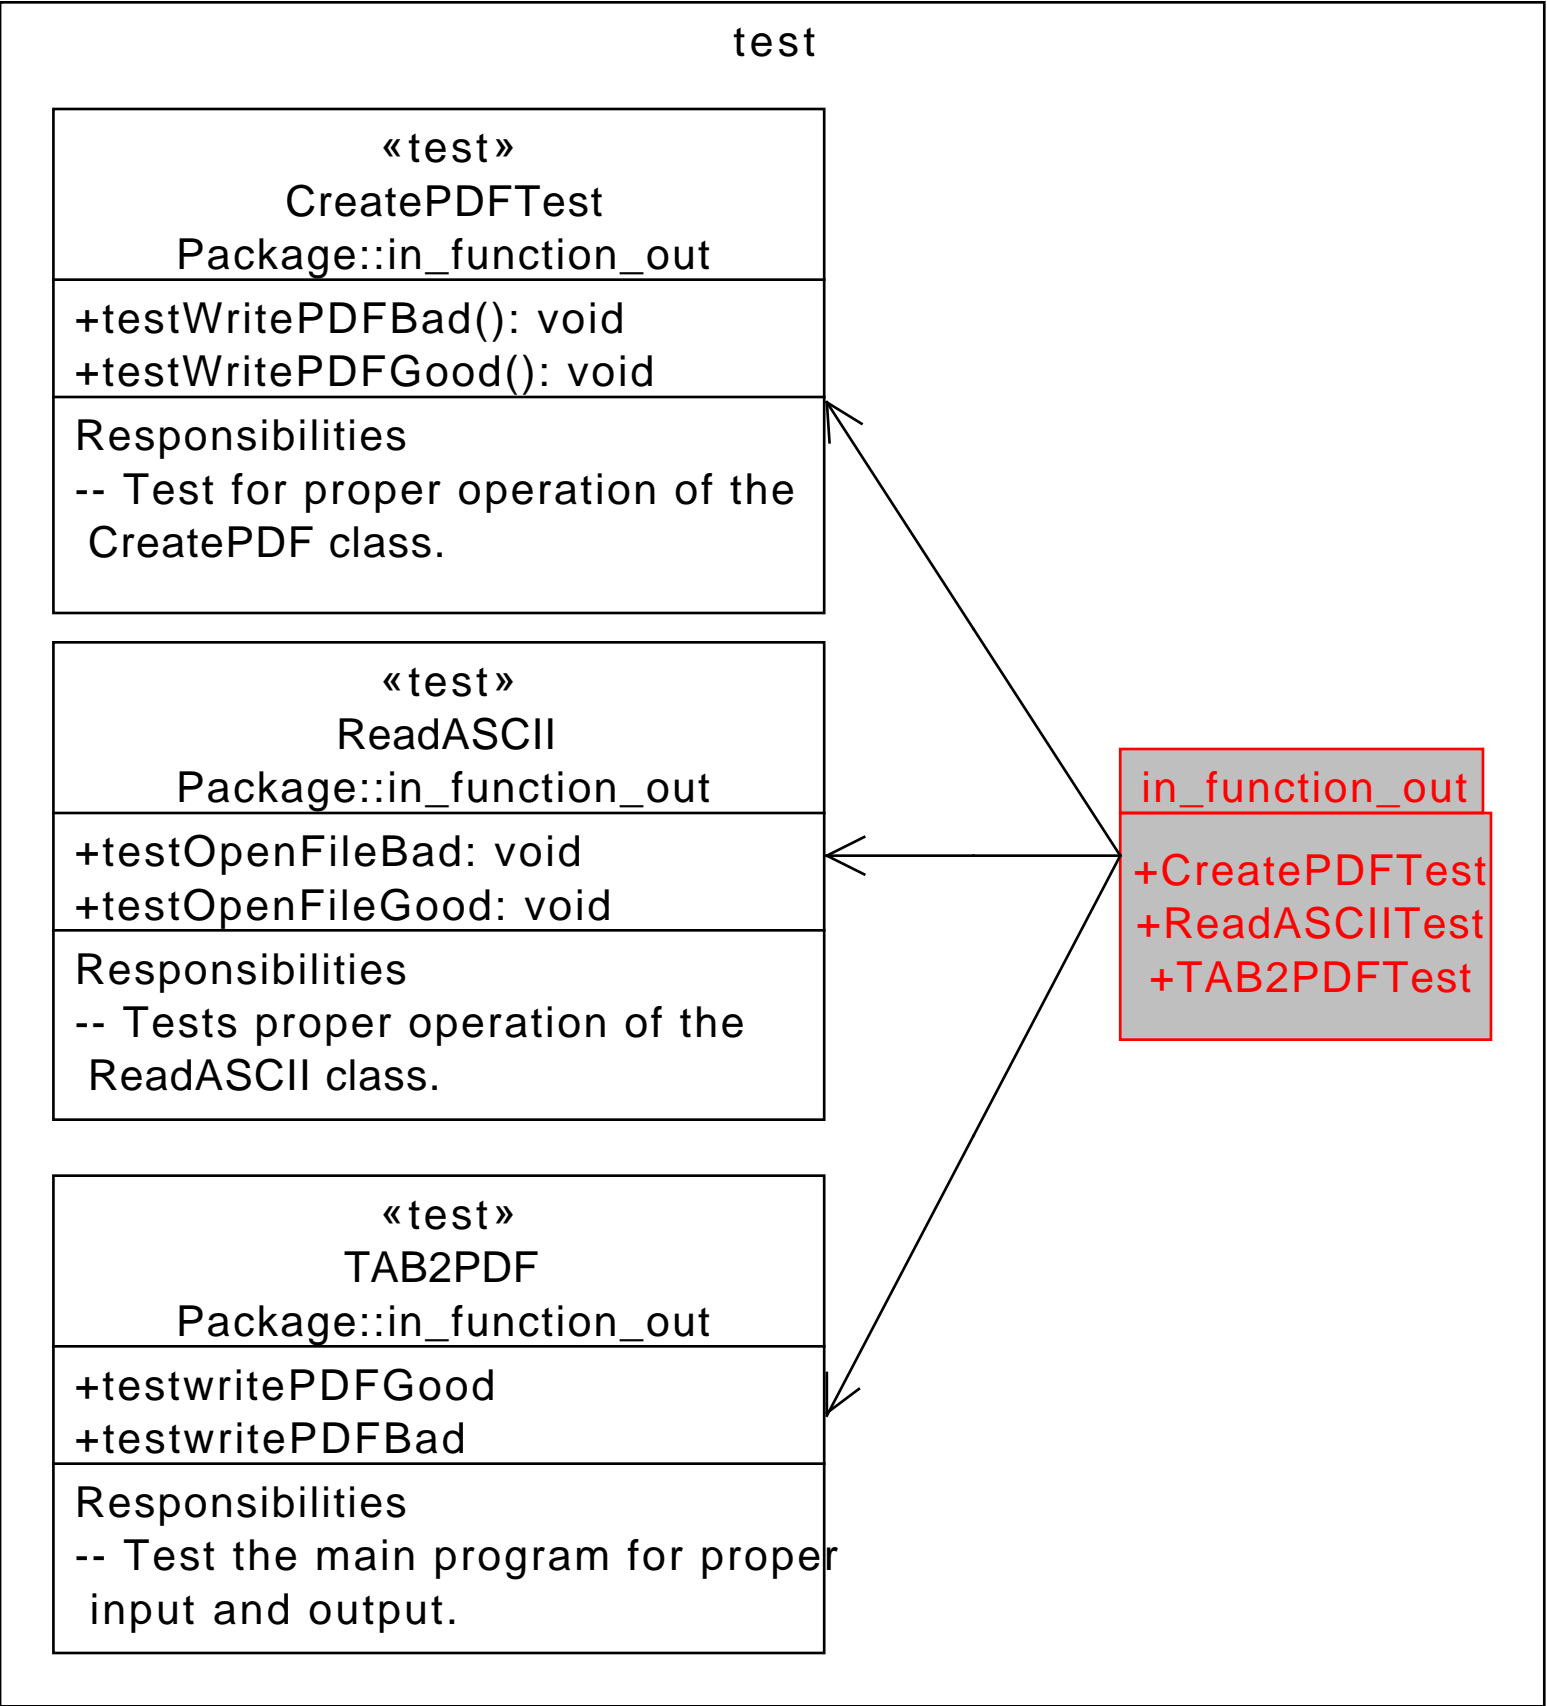 test
«test»
CreatePDFTest
Package::in_function_out
+testWritePDFBad(): void
+testWritePDFGood(): void
Responsibilities
-- Test for proper operation of the
CreatePDF class.
«test»
ReadASCII
Package::in_function_out
+testOpenFileBad: void
+testOpenFileGood: void
Responsibilities
-- Tests proper operation of the
ReadASCII class.
«test»
TAB2PDF
Package::in_function_out
+testwritePDFGood
+testwritePDFBad
Responsibilities
-- Test the main program for proper
input and output.
in_function_out
+CreatePDFTest
+ReadASCIITest
+TAB2PDFTest